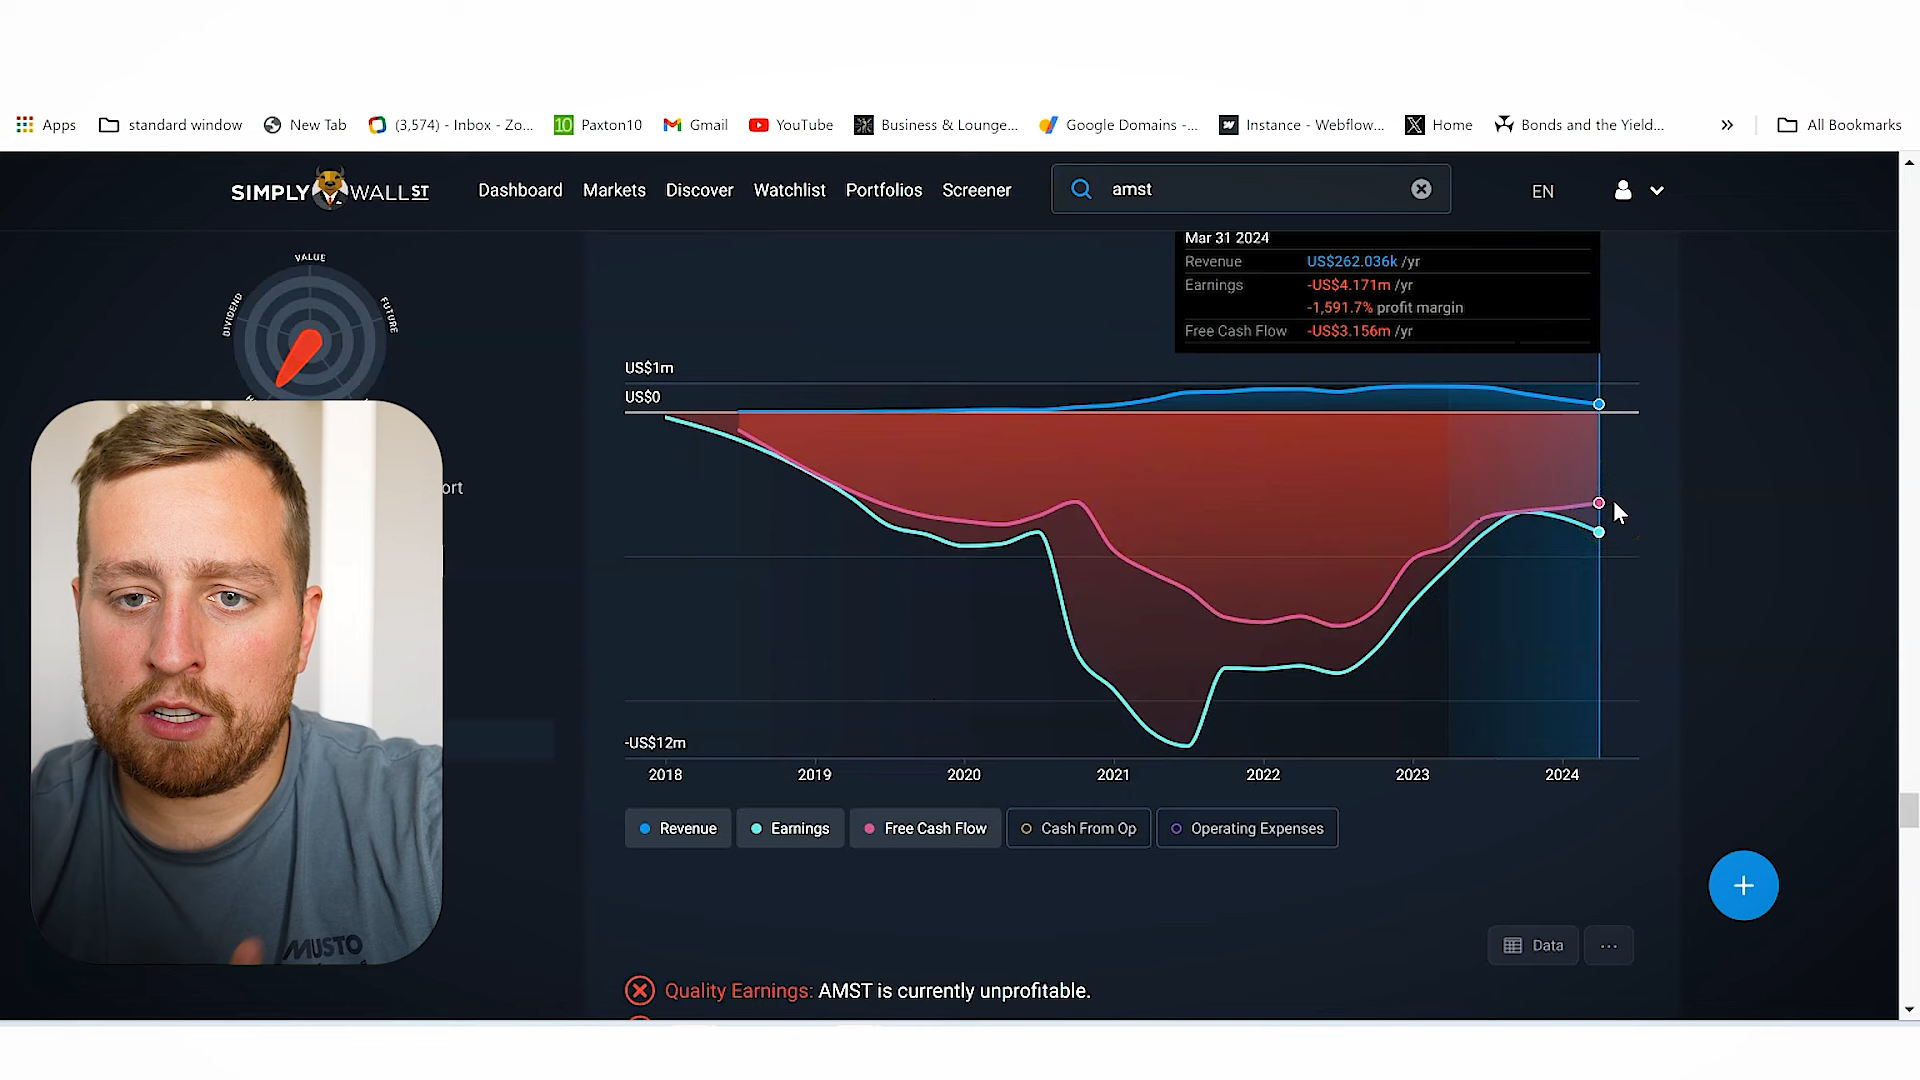 Apps
standard window
New Tab
(3,574) - Inbox - Zo...
10 Paxton10
Gmail
YouTube
Business & Lounge...
Google Domains -...
Instance - Webflow...
Home
Bonds and the Yield...
All Bookmarks
SIMPLY WALL ST
Dashboard
Markets
Discover
Watchlist
Portfolios
Screener
amst
EN
VALUE
FUTURE
DIVIDEND
ort
Mar 31 2024
Revenue US$262.036k /yr
Earnings -US$4.171m /yr
-1,591.7% profit margin
Free Cash Flow -US$3.156m /yr
US$1m
US$0
-US$12m
2018 2019 2020 2021 2022 2023 2024
Revenue
Earnings
Free Cash Flow
Cash From Op
Operating Expenses
MUSTO
Data
Quality Earnings: AMST is currently unprofitable.